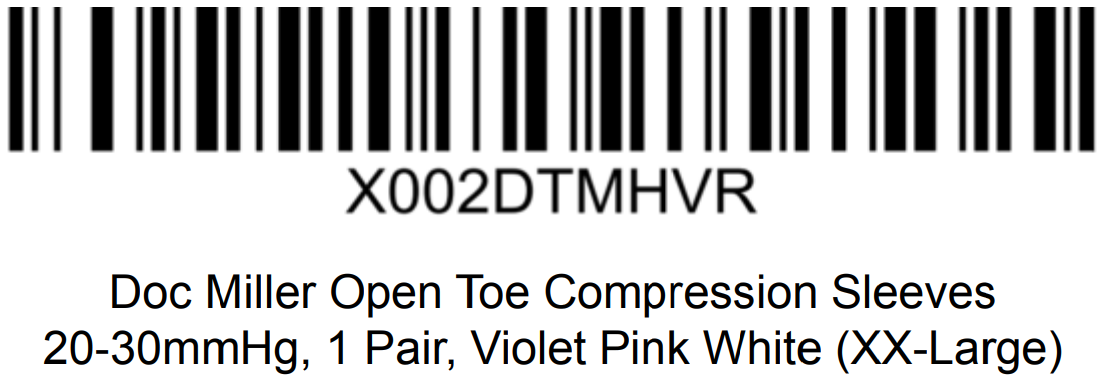 X002DTMHVR
Doc Miller Open Toe Compression Sleeves
20-30mmHg, 1 Pair, Violet Pink White (XX-Large)